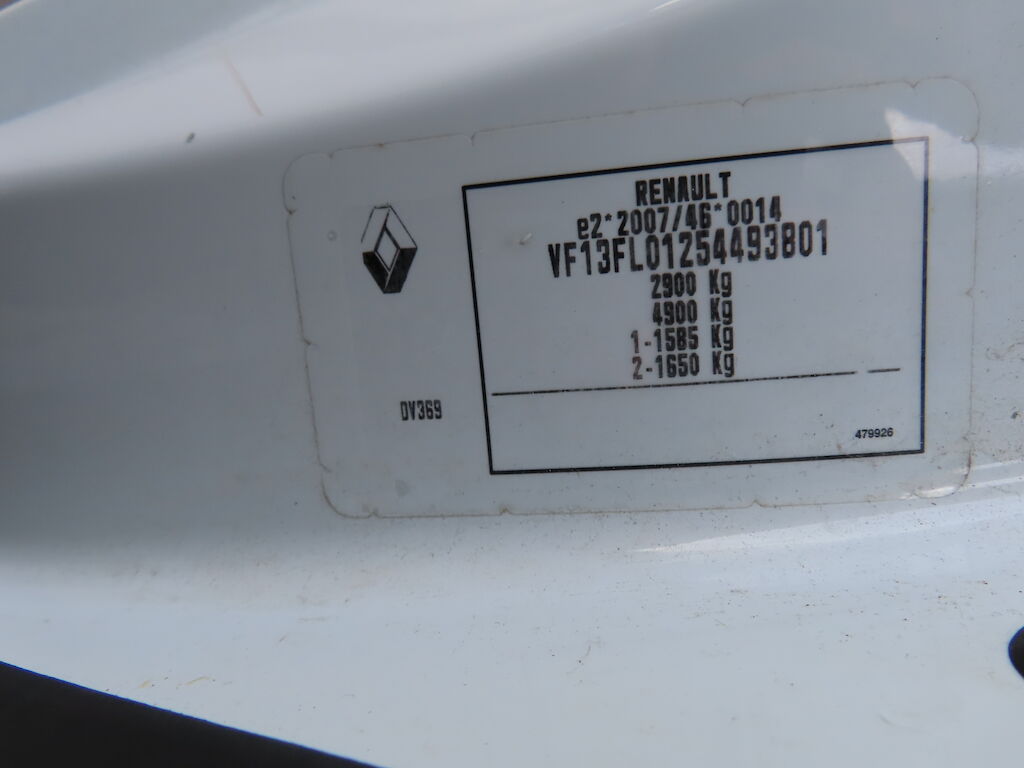 RENAULT
e2*2007/46*0014
VF13FL01254493801
2900 Kg
4900 Kg
1-1585 Kg
2-1650 Kg
DV369
479926